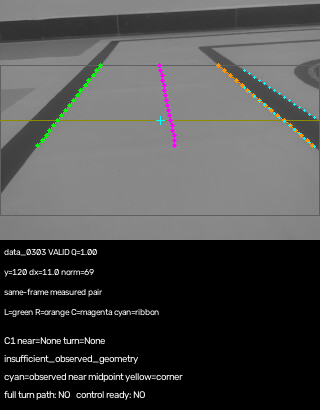 data_0303 VALID Q=1.00
y=120 dx=11.0 norm=69
same-frame measured pair
L=green R=orange C=magenta cyan=ribbon
C1 near=None turn=None
insufficient_observed_geometry
cyan=observed near midpoint yellow=corner
full turn path: NO control ready: NO